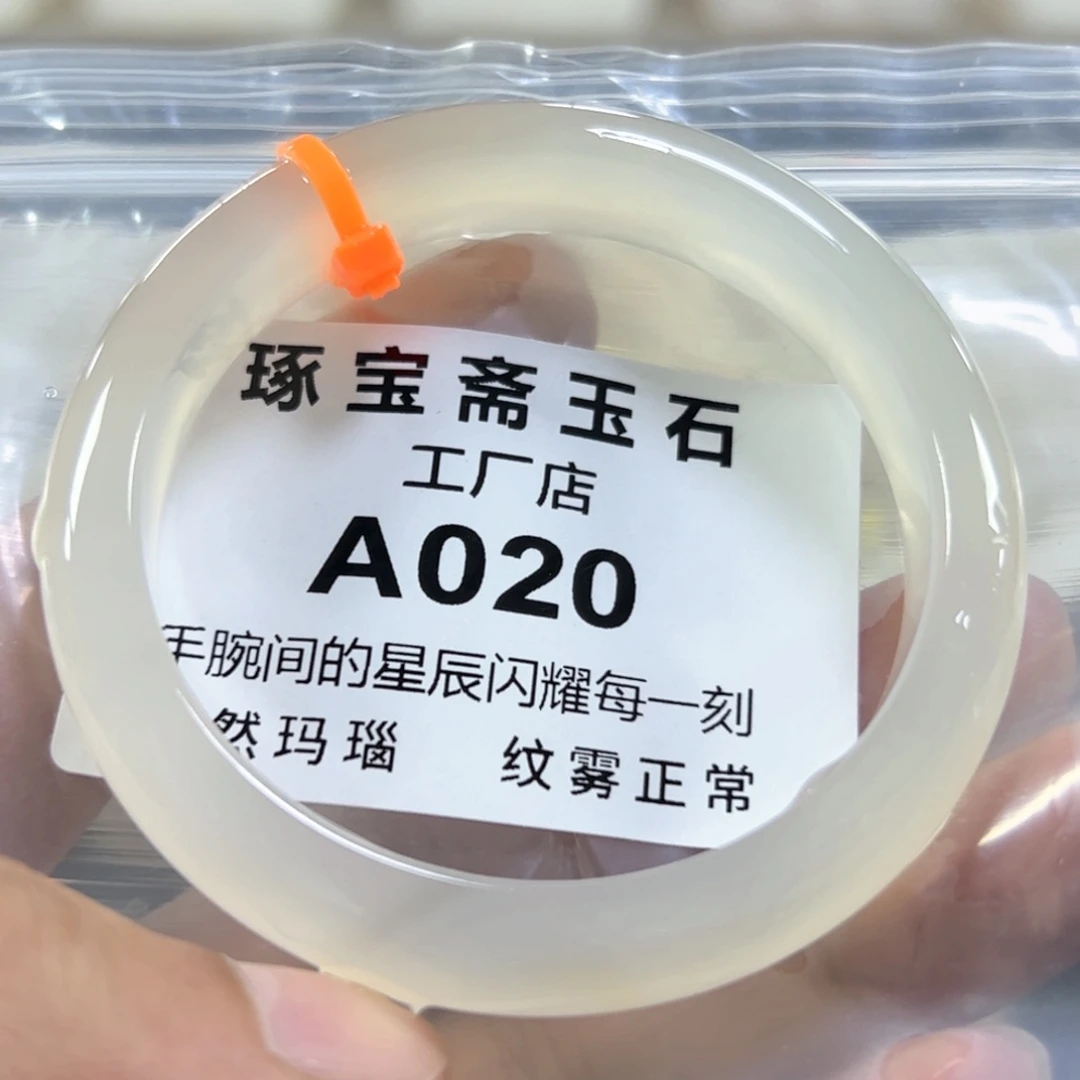 琢宝斋玉石
工厂店
A020
手腕间的星辰闪耀每一刻
然玛瑙 纹雾正常